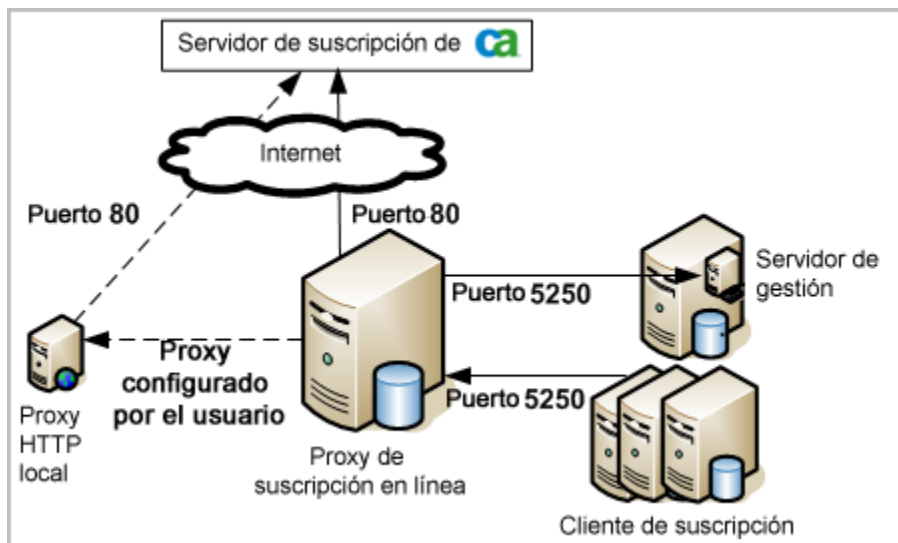 Servidor de suscripción de ca
Internet
Puerto 80
Puerto 80
Puerto 5250
Servidor de
gestión
Proxy
configurado
por el usuario
Puerto 5250
Proxy
HTTP
local
Proxy de
suscripción en línea
Cliente de suscripción